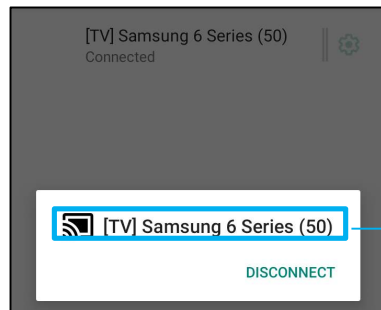 [TV] Samsung 6 Series (50)
Connected
[TV] Samsung 6 Series (50)
DISCONNECT